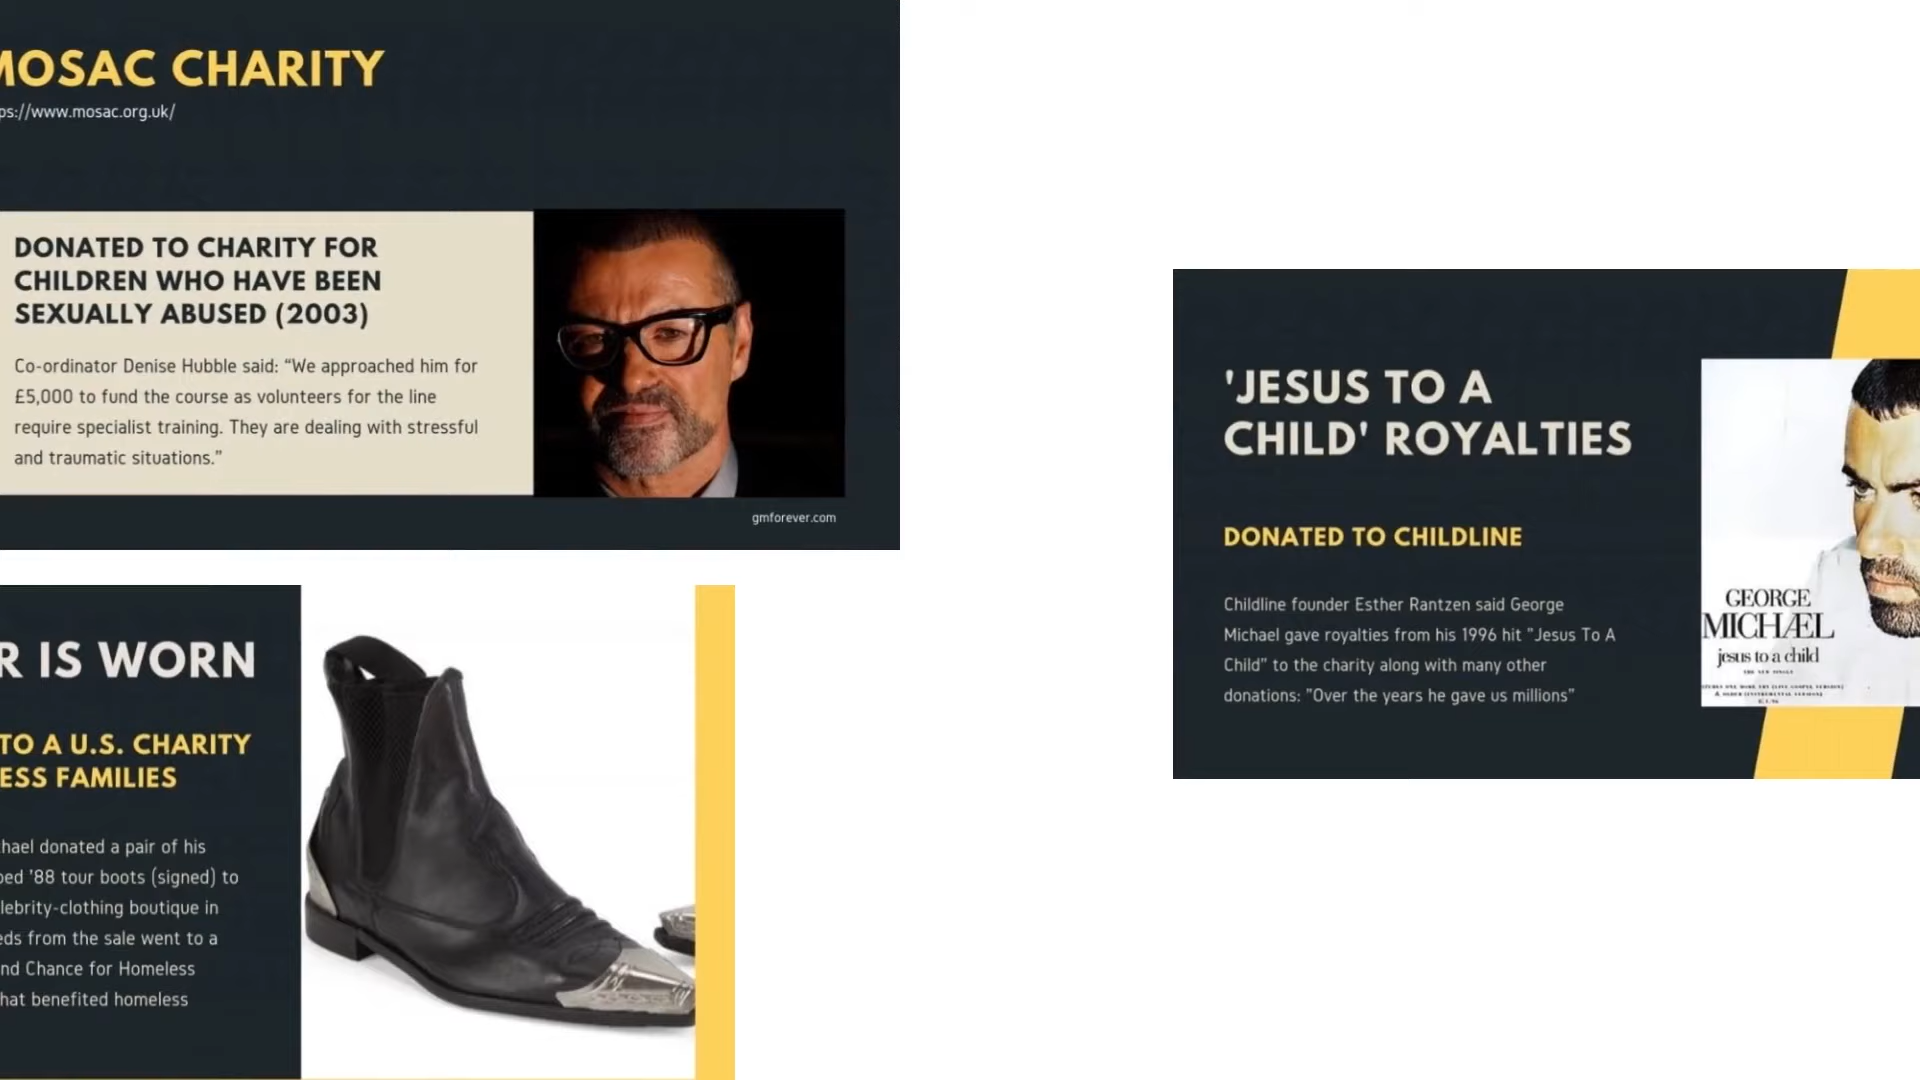 MOSAC CHARITY
ps://www.mosac.org.uk/
DONATED TO CHARITY FOR
CHILDREN WHO HAVE BEEN
SEXUALLY ABUSED (2003)
Co-ordinator Denise Hubble said: “We approached him for
£5,000 to fund the course as volunteers for the line
require specialist training. They are dealing with stressful
and traumatic situations.”
gmforever.com
R IS WORN
TO A U.S. CHARITY
ESS FAMILIES
hael donated a pair of his
ped '88 tour boots (signed) to
lebrity-clothing boutique in
eds from the sale went to a
nd Chance for Homeless
hat benefited homeless
'JESUS TO A
CHILD' ROYALTIES
DONATED TO CHILDLINE
Childline founder Esther Rantzen said George
Michael gave royalties from his 1996 hit "Jesus To A
Child" to the charity along with many other
donations: "Over the years he gave us millions"
GEORGE
MICHÆL
jesus to a child
THE NEW SINGLE